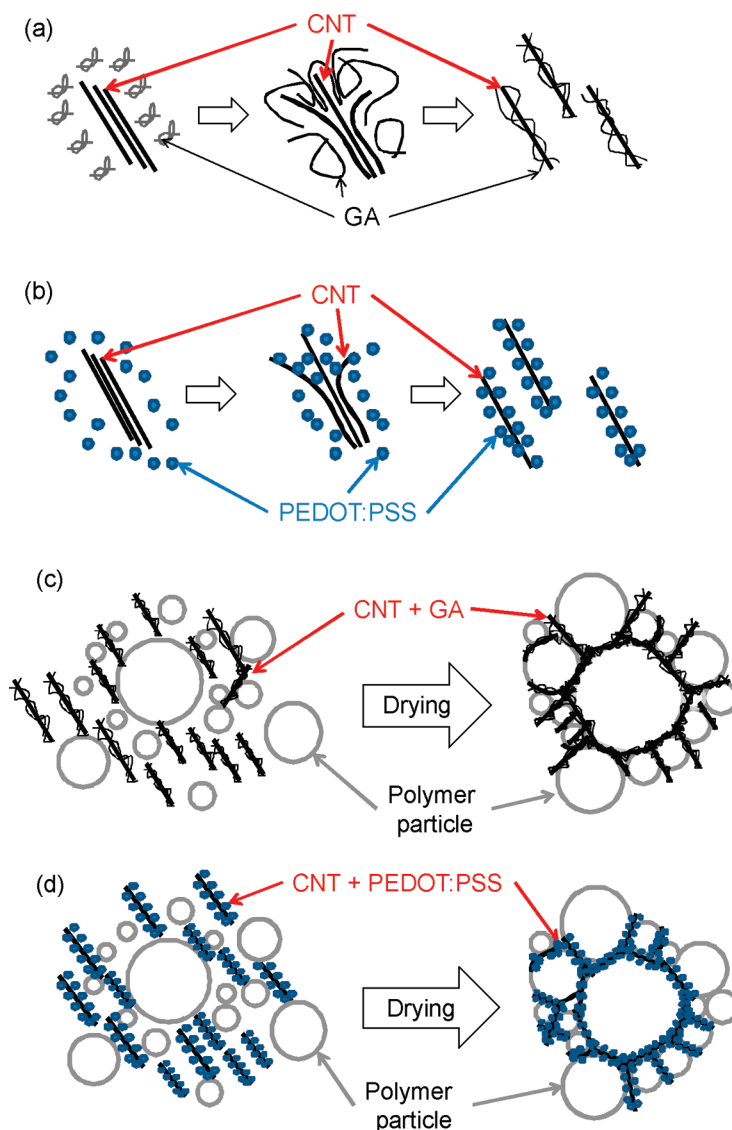 (a)
CNT
GA
(b)
CNT
PEDOT:PSS
(c)
CNT + GA
Drying
Polymer
particle
(d)
CNT + PEDOT:PSS
Drying
Polymer
particle